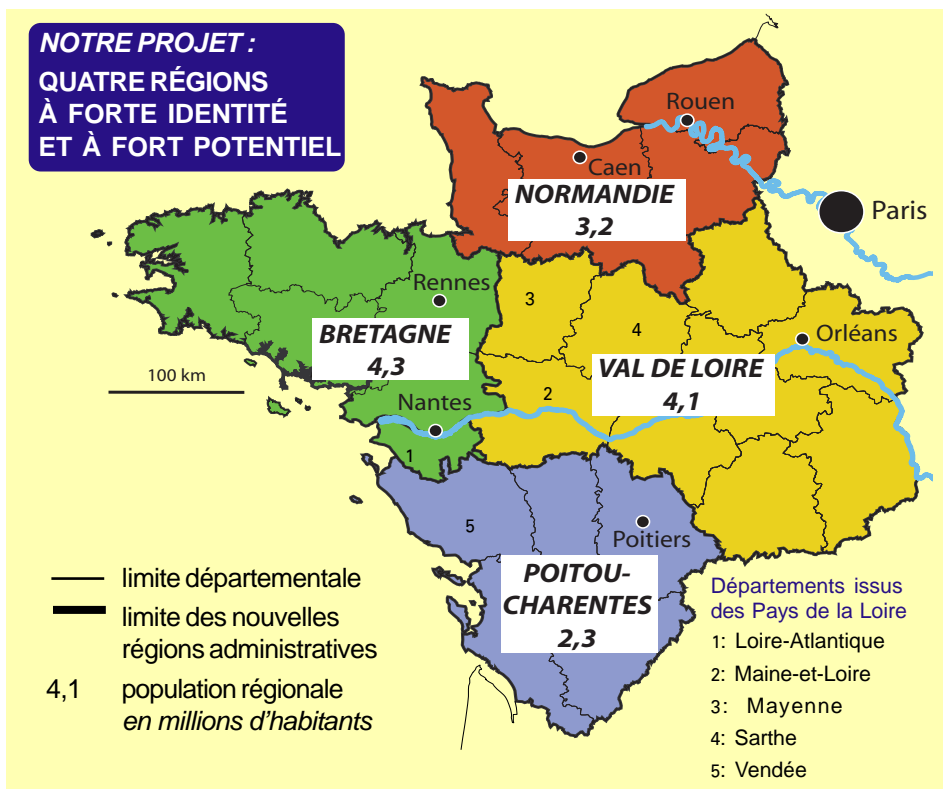 NOTRE PROJET :
QUATRE RÉGIONS
À FORTE IDENTITÉ
ET À FORT POTENTIEL
Rouen
Caen
NORMANDIE
3,2
Paris
Rennes
3
4
BRETAGNE
4,3
Orléans
VAL DE LOIRE
4,1
100 km
Nantes
2
1
5
Poitiers
POITOU-
CHARENTES
2,3
limite départementale
limite des nouvelles
régions administratives
4,1 population régionale
en millions d'habitants
Départements issus
des Pays de la Loire
1: Loire-Atlantique
2: Maine-et-Loire
3: Mayenne
4: Sarthe
5: Vendée